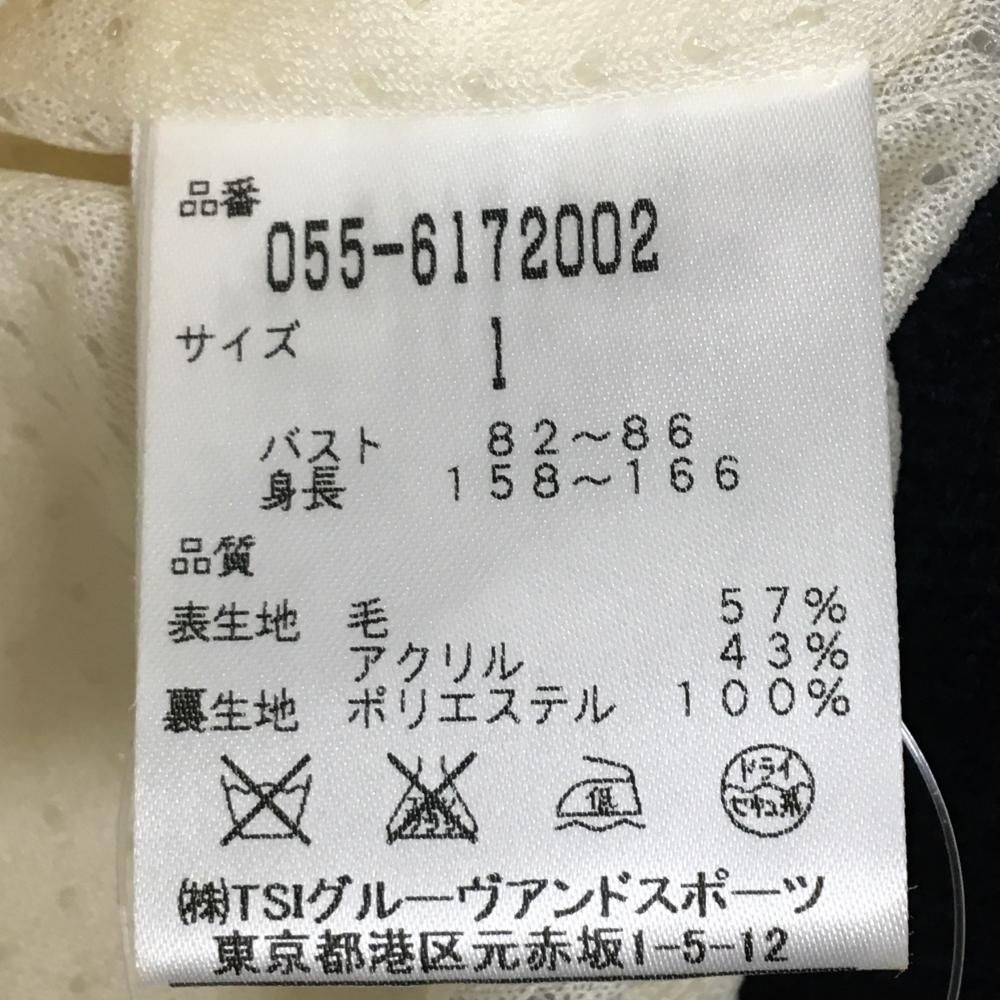 品番
055-6172002
サイズ 1
バスト 82～86
身長 158～166
品質
表生地 毛 57%
アクリル 43%
裏生地 ポリエステル 100%
低
ドライ
セキユ系
㈱TSIグルーヴアンドスポーツ
東京都港区元赤坂1-5-12